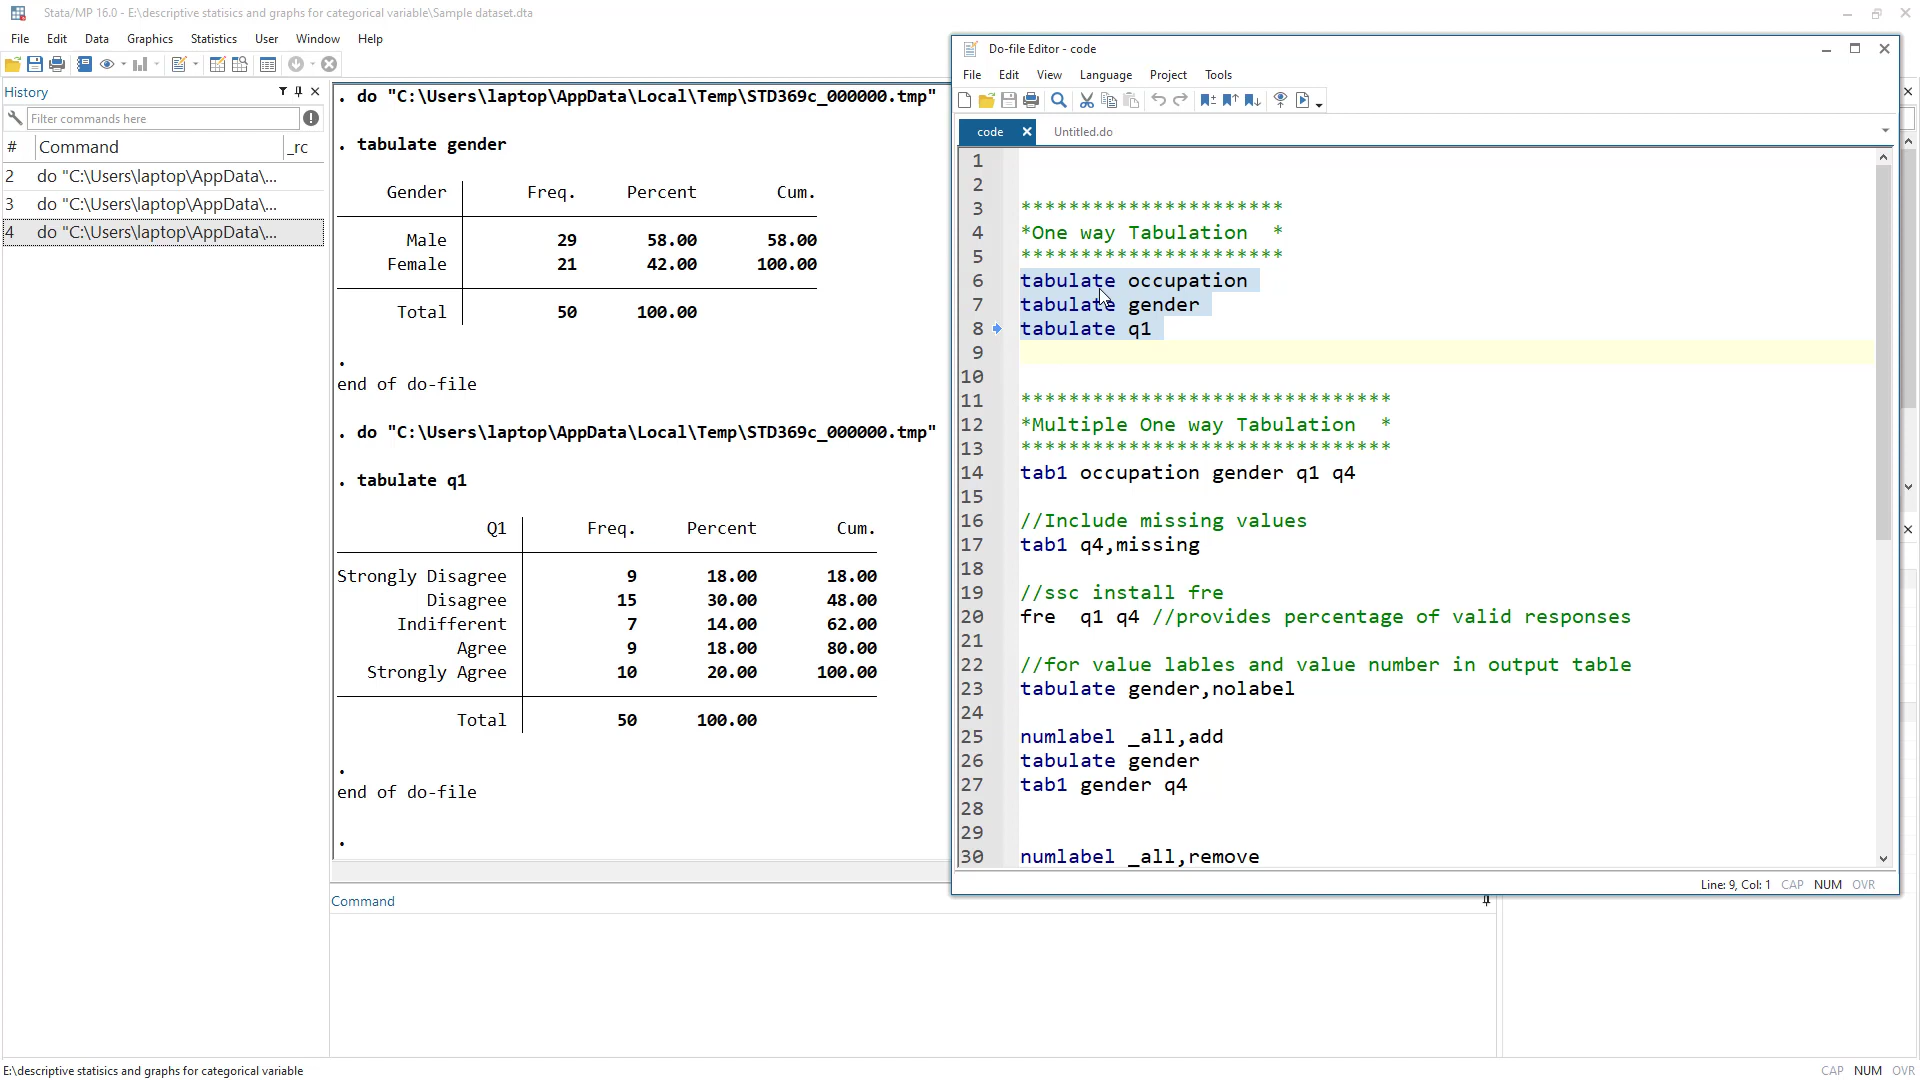 Stata/MP 16.0 - E:\descriptive statisics and graphs for categorical variable\Sample dataset.dta
File Edit Data Graphics Statistics User Window Help
History
Filter commands here
# Command _rc
2 do "C:\Users\laptop\AppData\...
3 do "C:\Users\laptop\AppData\...
4 do "C:\Users\laptop\AppData\...
. do "C:\Users\laptop\AppData\Local\Temp\STD369c_000000.tmp"
. tabulate gender
Gender Freq. Percent Cum.
Male 29 58.00 58.00
Female 21 42.00 100.00
Total 50 100.00
.
end of do-file
. do "C:\Users\laptop\AppData\Local\Temp\STD369c_000000.tmp"
. tabulate q1
Q1 Freq. Percent Cum.
Strongly Disagree 9 18.00 18.00
Disagree 15 30.00 48.00
Indifferent 7 14.00 62.00
Agree 9 18.00 80.00
Strongly Agree 10 20.00 100.00
Total 50 100.00
.
end of do-file
.
Command
Do-file Editor - code
File Edit View Language Project Tools
code Untitled.do
1
2
3 **********************
4 *One way Tabulation  *
5 **********************
6 tabulate occupation
7 tabulate gender
8 tabulate q1
9
10
11 *******************************
12 *Multiple One way Tabulation  *
13 *******************************
14 tab1 occupation gender q1 q4
15
16 //Include missing values
17 tab1 q4,missing
18
19 //ssc install fre
20 fre  q1 q4 //provides percentage of valid responses
21
22 //for value lables and value number in output table
23 tabulate gender,nolabel
24
25 numlabel _all,add
26 tabulate gender
27 tab1 gender q4
28
29
30 numlabel _all,remove
Line: 9, Col: 1 CAP NUM OVR
E:\descriptive statisics and graphs for categorical variable
CAP NUM OVR